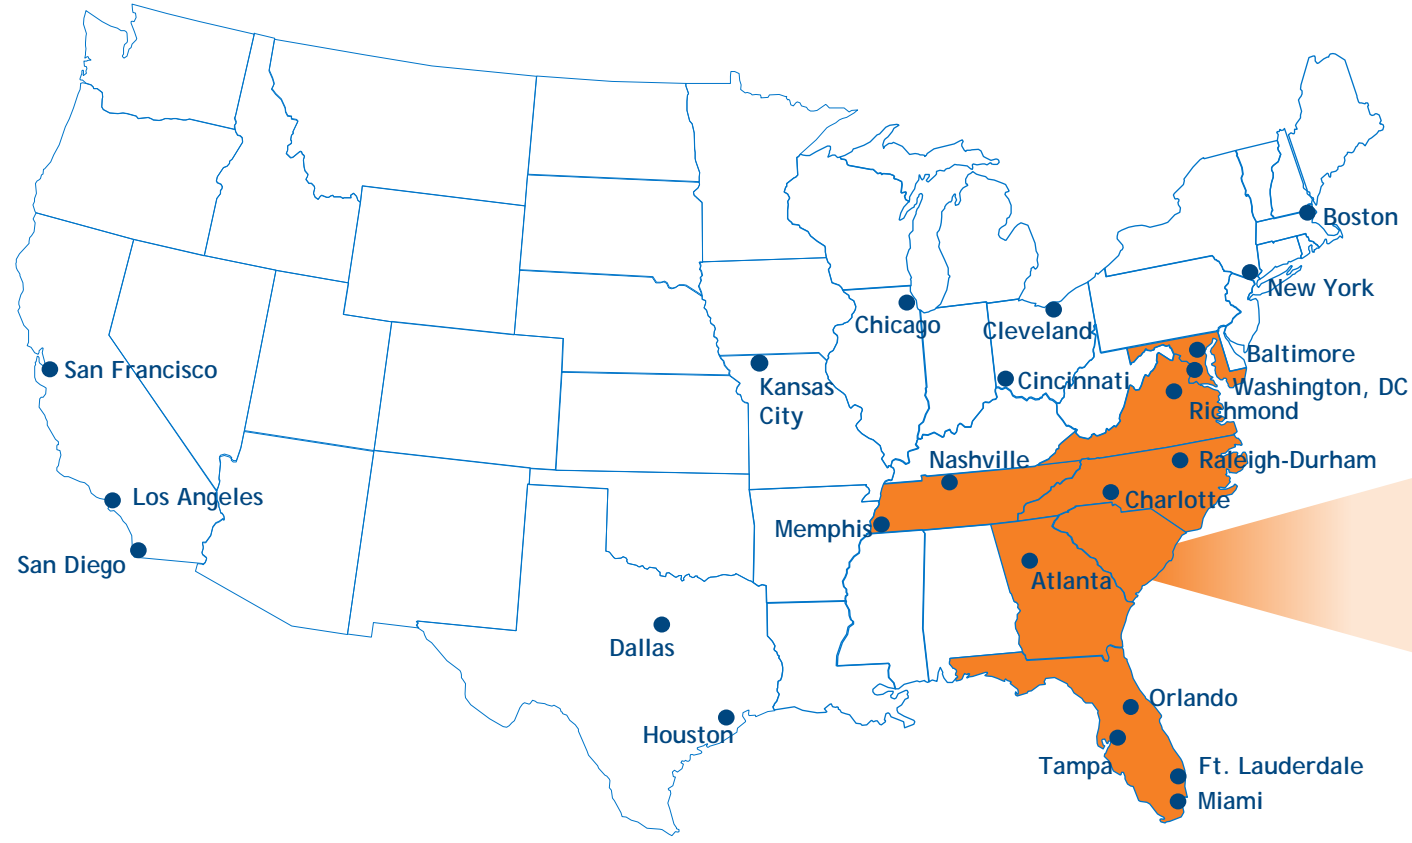 Boston
New York
Chicago
Cleveland
Baltimore
San Francisco
Cincinnati
Kansas
City
Washington, DC
Richmond
Nashville
Raleigh-Durham
Los Angeles
Charlotte
Memphis
San Diego
Atlanta
Dallas
Orlando
Houston
Tampa
Ft. Lauderdale
Miami